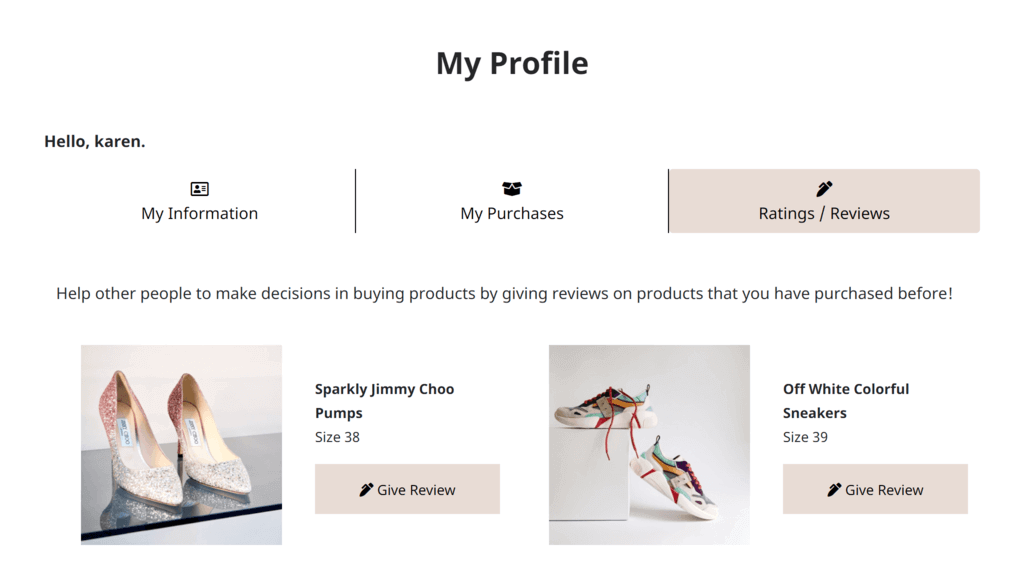 My Profile
Hello, karen.
My Information
My Purchases
Ratings / Reviews
Help other people to make decisions in buying products by giving reviews on products that you have purchased before!
Sparkly Jimmy Choo
Pumps
Size 38
Give Review
Off White Colorful
Sneakers
Size 39
Give Review